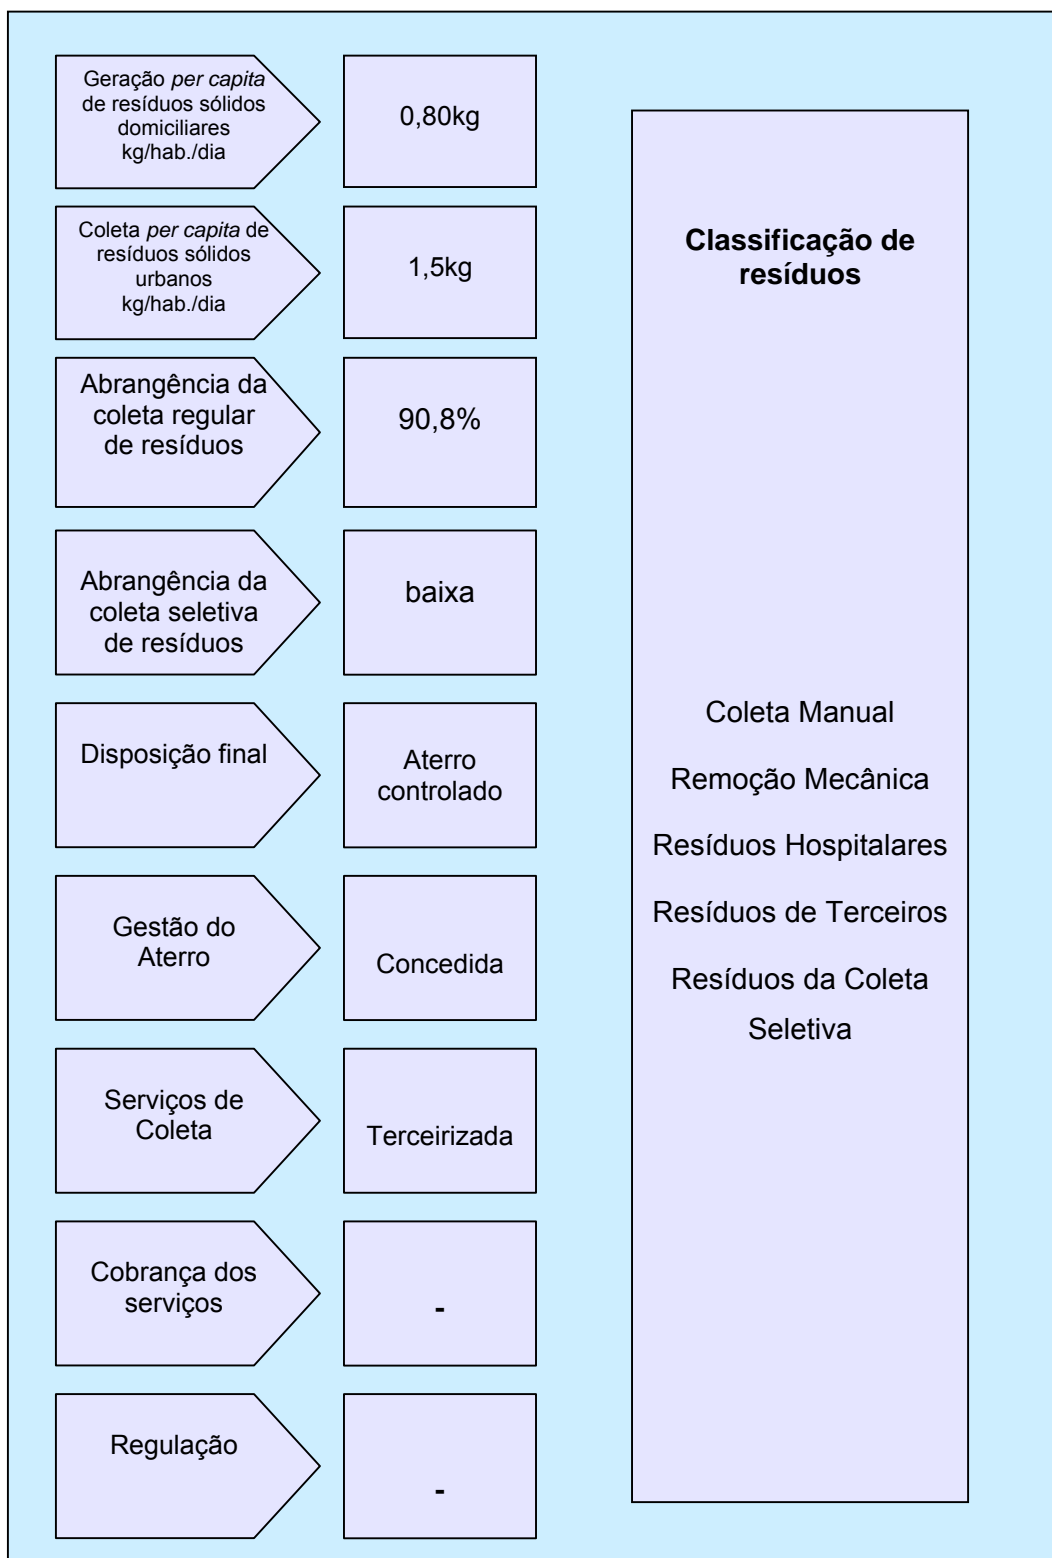 Geração per capita
de resíduos sólidos
domiciliares
kg/hab./dia
0,80kg
Coleta per capita de
resíduos sólidos
urbanos
kg/hab./dia
1,5kg
Abrangência da
coleta regular
de resíduos
90,8%
Abrangência da
coleta seletiva
de resíduos
baixa
Disposição final
Aterro
controlado
Gestão do
Aterro
Concedida
Serviços de
Coleta
Terceirizada
Cobrança dos
serviços
-
Regulação
-
Classificação de
resíduos
Coleta Manual
Remoção Mecânica
Resíduos Hospitalares
Resíduos de Terceiros
Resíduos da Coleta
Seletiva